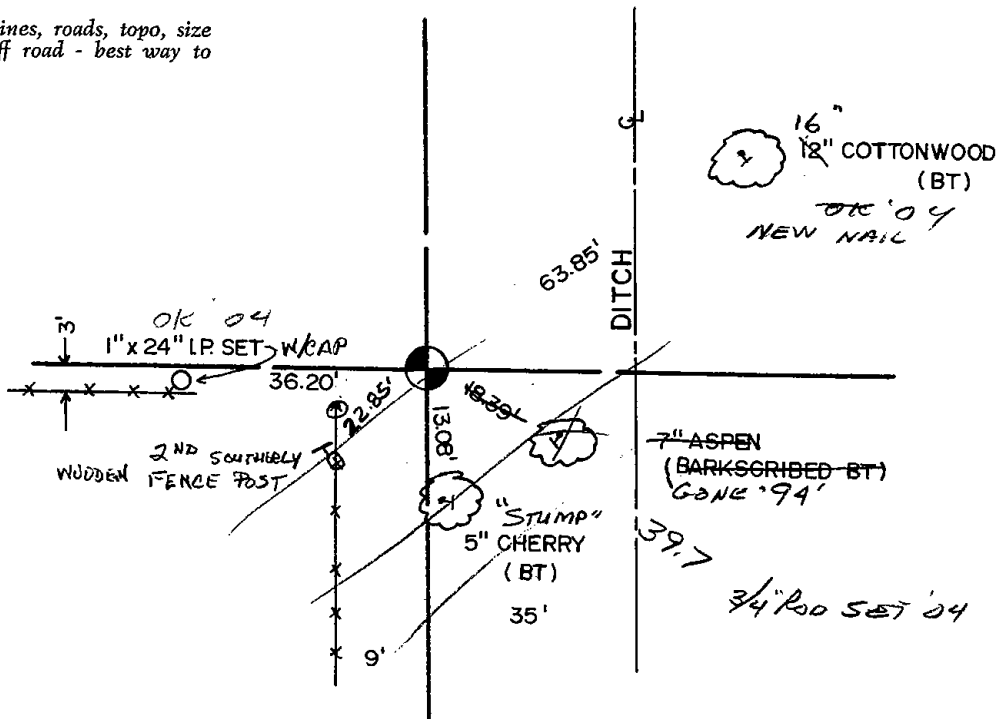 ines, roads, topo, size
ff road - best way to
℄
16"
12" COTTONWOOD
(BT)
OK '04
NEW NAIL
63.85'
DITCH
OK '04
3'
1" x 24" I.P. SET W/CAP
36.20'
22.85'
13.08'
18.39'
2ND SOUTHERLY
WOODEN FENCE POST
7" ASPEN
(BARKSCRIBED BT)
GONE '94'
"STUMP"
5" CHERRY
(BT)
39.7
35'
3/4" ROD SET '04
9'